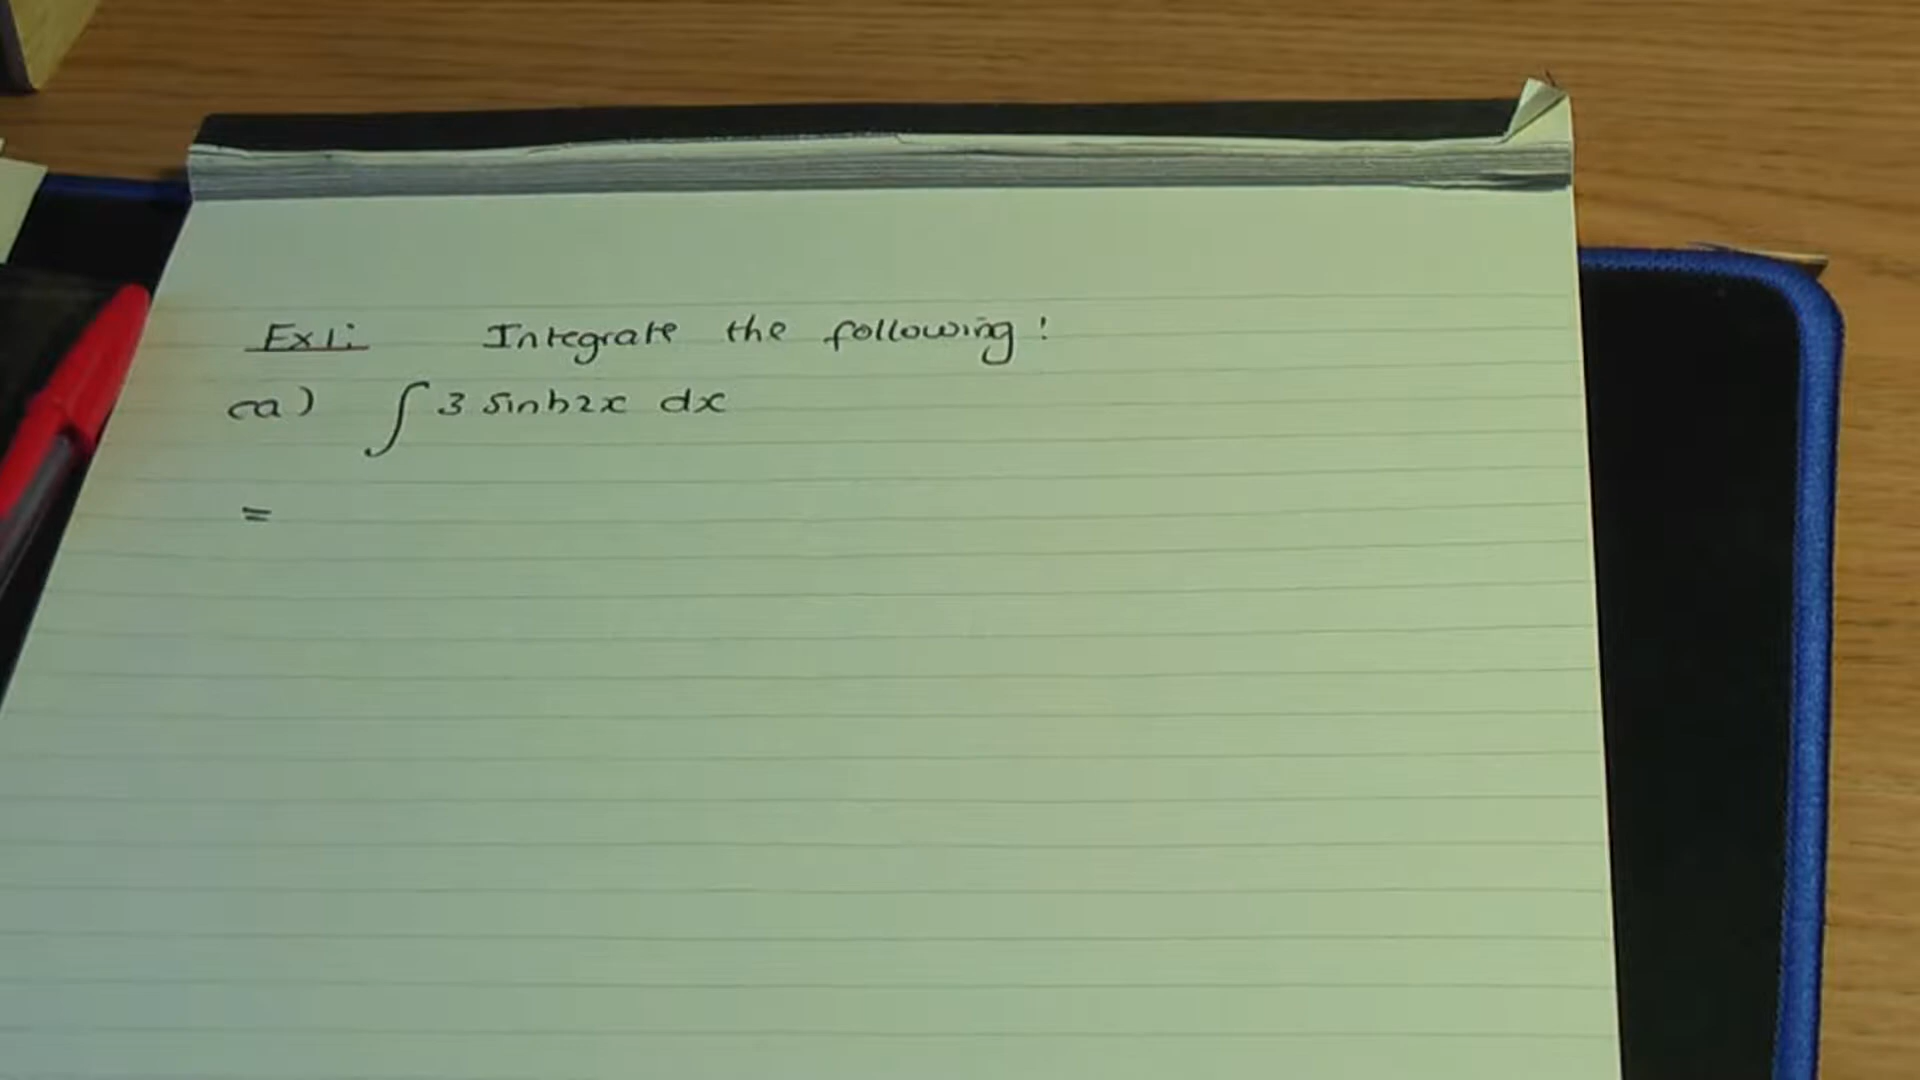 Ex1: Integrate the following:
(a) ∫ 3 sinh2x dx
=